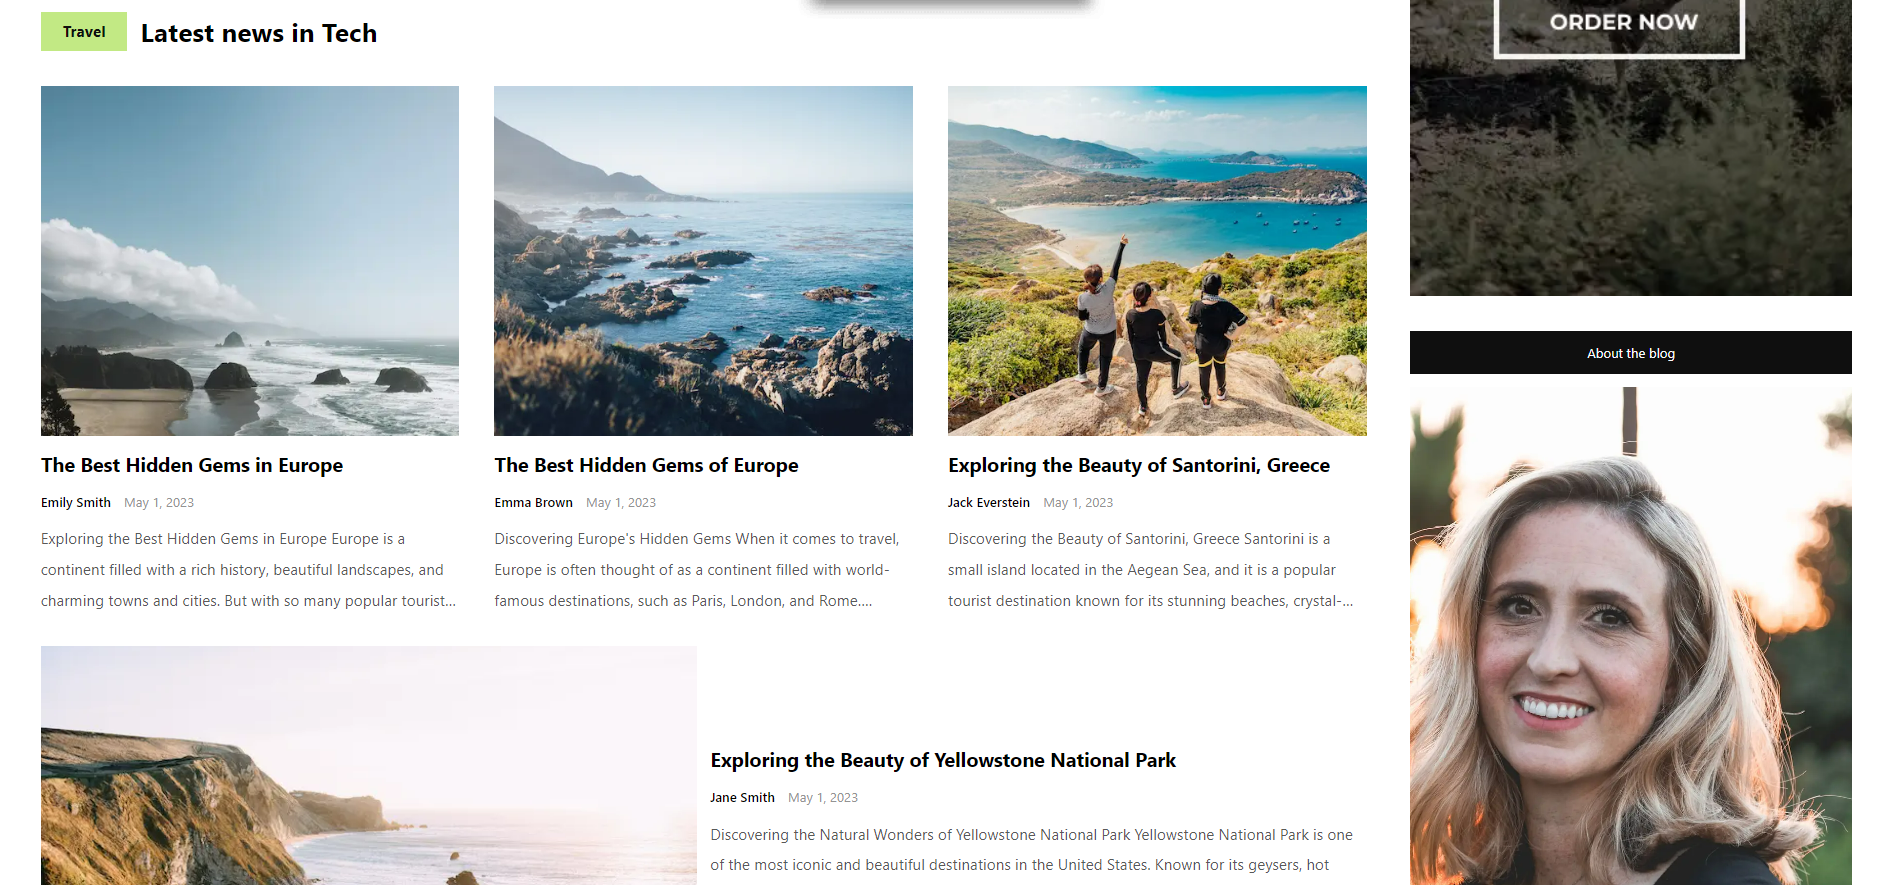 Travel
Latest news in Tech
ORDER NOW
The Best Hidden Gems in Europe
Emily Smith May 1, 2023
Exploring the Best Hidden Gems in Europe Europe is a
continent filled with a rich history, beautiful landscapes, and
charming towns and cities. But with so many popular tourist...
The Best Hidden Gems of Europe
Emma Brown May 1, 2023
Discovering Europe's Hidden Gems When it comes to travel,
Europe is often thought of as a continent filled with world-
famous destinations, such as Paris, London, and Rome....
Exploring the Beauty of Santorini, Greece
Jack Everstein May 1, 2023
Discovering the Beauty of Santorini, Greece Santorini is a
small island located in the Aegean Sea, and it is a popular
tourist destination known for its stunning beaches, crystal-...
Exploring the Beauty of Yellowstone National Park
Jane Smith May 1, 2023
Discovering the Natural Wonders of Yellowstone National Park Yellowstone National Park is one
of the most iconic and beautiful destinations in the United States. Known for its geysers, hot
About the blog